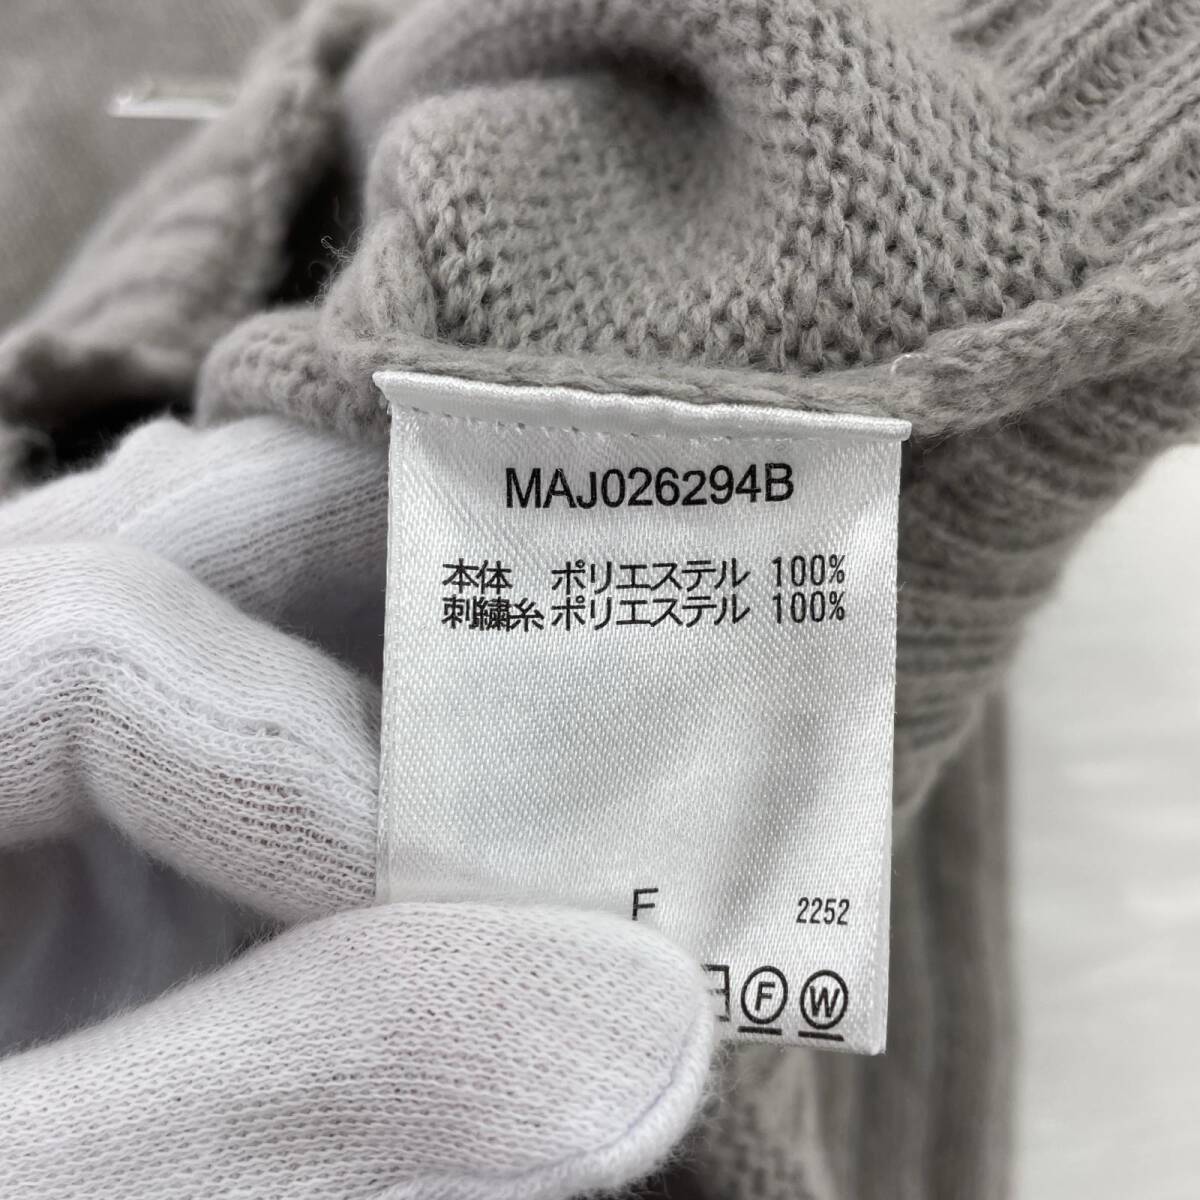 MAJ026294B
本体 ポリエステル 100%
刺繍糸 ポリエステル 100%
F 2252
F W